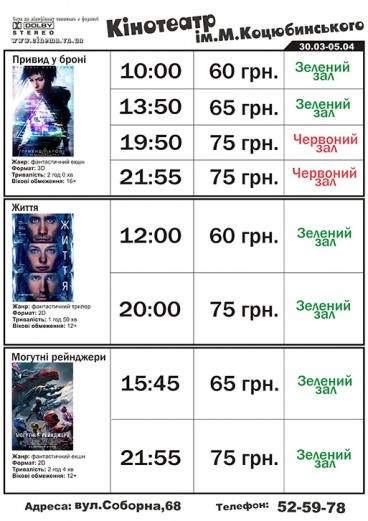 DOLBY
STEREO
www.cinema.vn.ua
Кінотеатр
ім.М.Коцюбинського
30.03-05.04
Привид у броні
ПРИВИД БРОНІ
Жанр: фантастичний екшн
Формат: 3D
Тривалість: 2 год 0 хв
Вікові обмеження: 16+
10:00 60 грн. Зелений зал
13:50 65 грн. Зелений зал
19:50 75 грн. Червоний зал
21:55 75 грн. Червоний зал
Життя
ЖИТТЯ
Жанр: фантастичний трилер
Формат: 2D
Тривалість: 1 год 50 хв
Вікові обмеження: 12+
12:00 60 грн. Зелений зал
20:00 75 грн. Зелений зал
Могутні рейнджери
МОГУТНІ РЕЙНДЖЕРИ
Жанр: фантастичний екшн
Формат: 2D
Тривалість: 2 год 4 хв
Вікові обмеження: 12+
15:45 65 грн. Зелений зал
21:55 75 грн. Зелений зал
Адреса: вул.Соборна,68 Телефон: 52-59-78